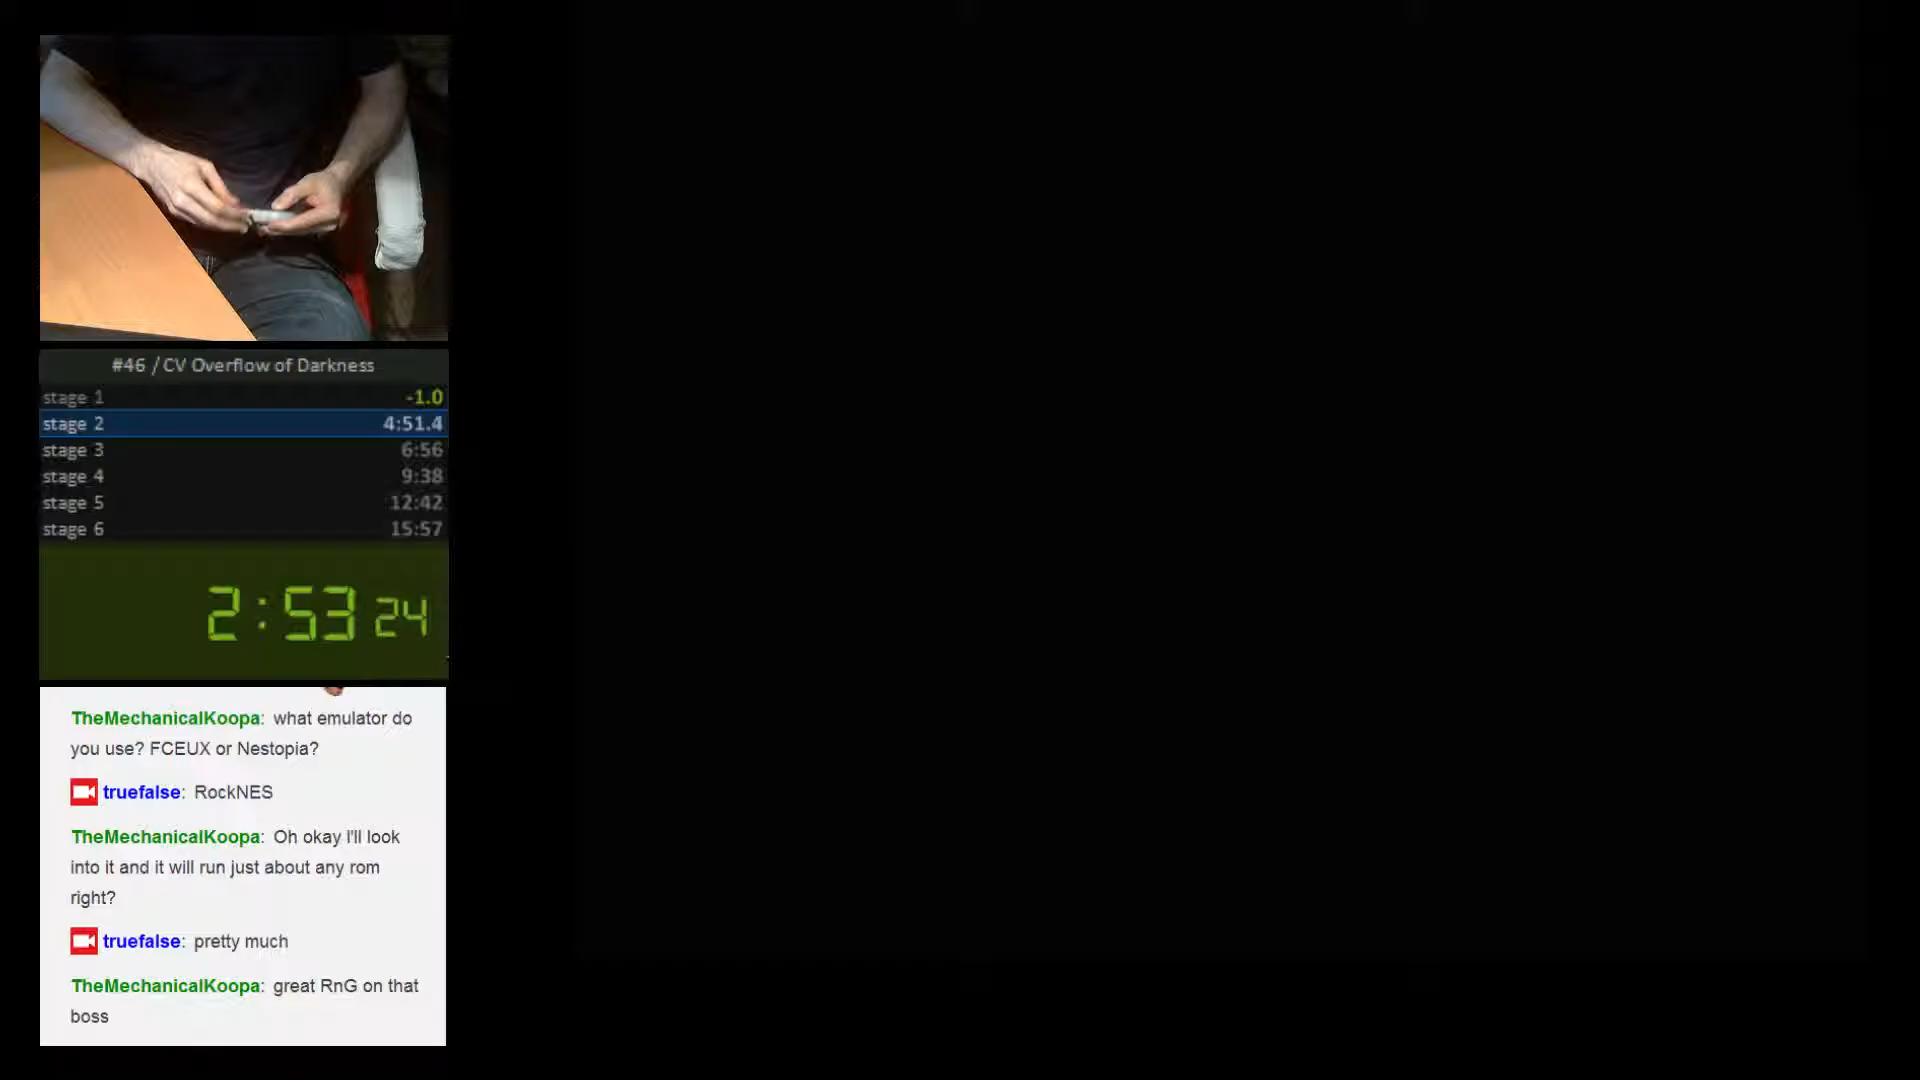 #46 / CV Overflow of Darkness
stage 1 -1.0
stage 2 4:51.4
stage 3 6:56
stage 4 9:38
stage 5 12:42
stage 6 15:57
2:53 24
TheMechanicalKoopa: what emulator do
you use? FCEUX or Nestopia?
truefalse: RockNES
TheMechanicalKoopa: Oh okay I'll look
into it and it will run just about any rom
right?
truefalse: pretty much
TheMechanicalKoopa: great RnG on that
boss